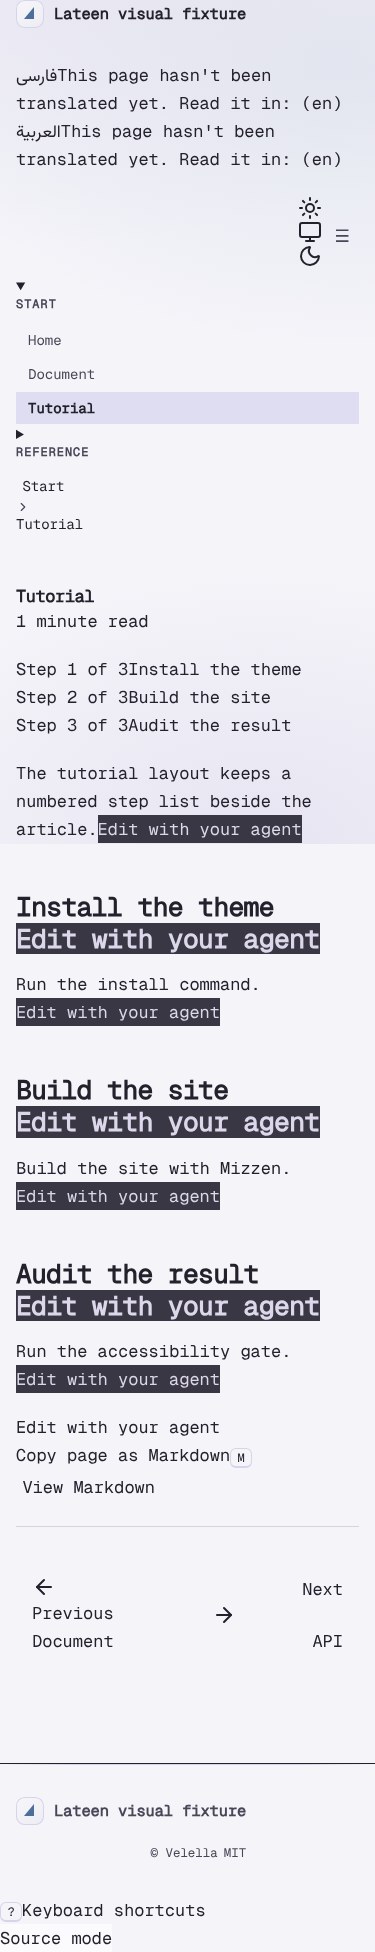 Lateen visual fixture
فارسیThis page hasn't been
translated yet. Read it in: (en)
العربيةThis page hasn't been
translated yet. Read it in: (en)
START
Home
Document
Tutorial
REFERENCE
Start
Tutorial
Tutorial
1 minute read
Step 1 of 3Install the theme
Step 2 of 3Build the site
Step 3 of 3Audit the result
The tutorial layout keeps a
numbered step list beside the
article.Edit with your agent
Install the theme
Edit with your agent
Run the install command.
Edit with your agent
Build the site
Edit with your agent
Build the site with Mizzen.
Edit with your agent
Audit the result
Edit with your agent
Run the accessibility gate.
Edit with your agent
Edit with your agent
Copy page as Markdown M
View Markdown
Previous
Document
Next
API
Lateen visual fixture
© Velella MIT
? Keyboard shortcuts
Source mode